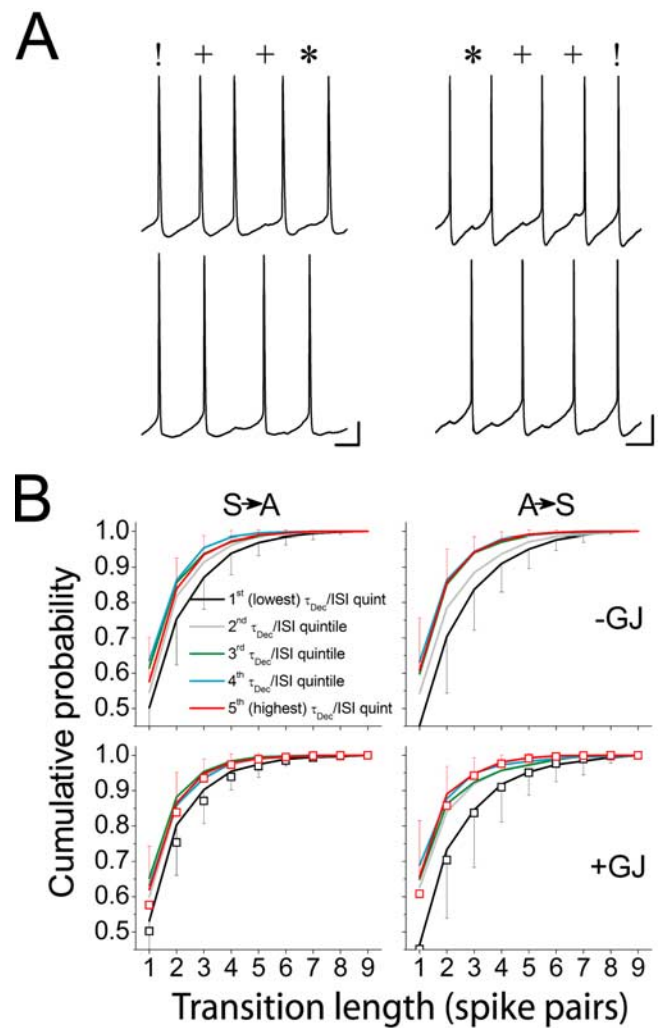 A
! + + * * + + !
B
S→A A→S
1.0
0.9
0.8
0.7
0.6
0.5
1st (lowest) τDec/ISI quint
2nd τDec/ISI quintile
3rd τDec/ISI quintile
4th τDec/ISI quintile
5th (highest) τDec/ISI quint
-GJ
1.0
0.9
0.8
0.7
0.6
0.5
+GJ
Cumulative probability
1 2 3 4 5 6 7 8 9 1 2 3 4 5 6 7 8 9
Transition length (spike pairs)